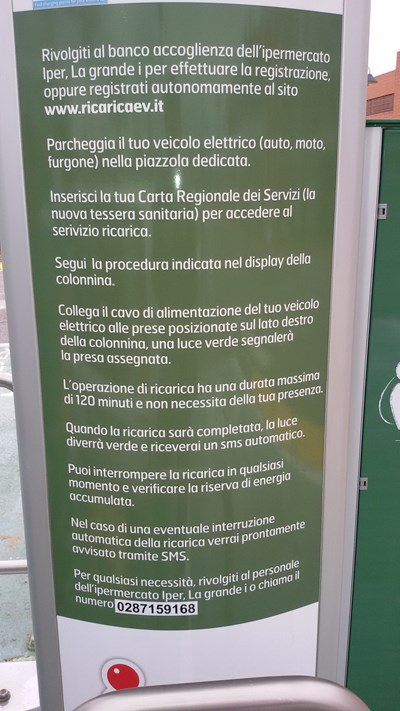 Rivolgiti al banco accoglienza dell'ipermercato
Iper, La grande i per effettuare la registrazione,
oppure registrati autonomamente al sito
www.ricaricaev.it
Parcheggia il tuo veicolo elettrico (auto, moto,
furgone) nella piazzola dedicata.
Inserisci la tua Carta Regionale dei Servizi (la
nuova tessera sanitaria) per accedere al
serivizio ricarica.
Segui la procedura indicata nel display della
colonnina.
Collega il cavo di alimentazione del tuo veicolo
elettrico alle prese posizionate sul lato destro
della colonnina, una luce verde segnalerà
la presa assegnata.
L'operazione di ricarica ha una durata massima
di 120 minuti e non necessita della tua presenza.
Quando la ricarica sarà completata, la luce
diverrà verde e riceverai un sms automatico.
Puoi interrompere la ricarica in qualsiasi
momento e verificare la riserva di energia
accumulata.
Nel caso di una eventuale interruzione
automatica della ricarica verrai prontamente
avvisato tramite SMS.
Per qualsiasi necessità, rivolgiti al personale
dell'ipermercato Iper, La grande i o chiama il
numero 0287159168